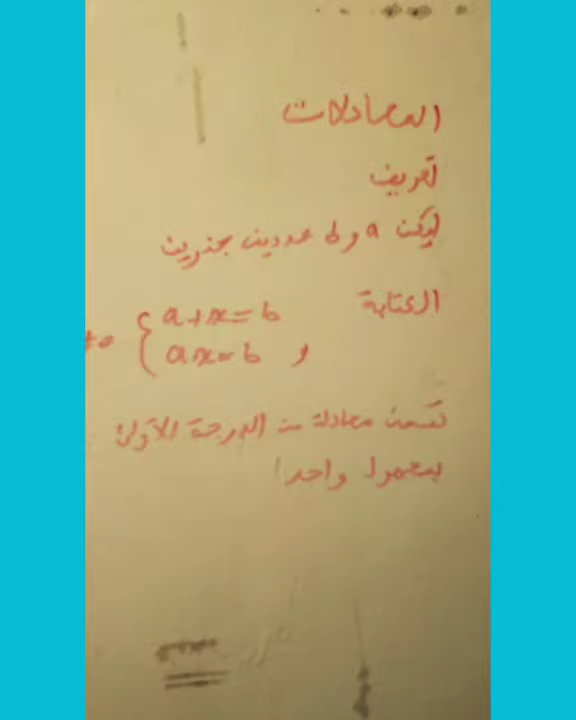 المعادلات
تعريف
ليكن a و b عددين جذريين
الكتابة
a+x=b
و ax=b
تسمى معادلة من الدرجة الأولى
بمجهول واحد